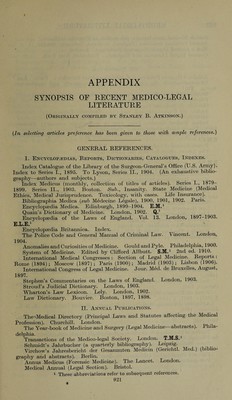 APPENDIX
SYNOPSIS OF RECENT MEDICO-LEGAL
LITERATURE
[ORIGINALLY COMPILED BY STANLEY B. ATKINSON.]
(In selecting articles preference has been given to those with ample references.)
GENERAL REFERENCES.
I. ENCYCLOPÆDIAS, REPORTS, DICTIONARIES, CATALOGUES, INDEXES.
Index Catalogue of the Library of the Surgeon-General's Office (U.S. Army).
Index to Series I., 1895. To Lyson, Series II., 1904. (An exhaustive biblio-
graphy—authors and subjects.)
Index Medicus (monthly, collection of titles of articles). Series I., 1879-
1899. Series II., 1903. Boston. Sub., Insanity, State Medicine (Medical
Ethics, Medical Jurisprudence, Toxicology, with cases. Life Insurance).
Bibliographia Medica (sub Médecine Légale), 1900, 1901, 1902. Paris.
Encyclopædia Medica. Edinburgh, 1899-1904. E.M.¹
Quain's Dictionary of Medicine. London, 1902. Q.¹
Encyclopædia of the Laws of England. Vol. 13. London, 1897-1903.
E.L.E.¹
Encyclopædia Britannica. Index.
The Police Code and General Manual of Criminal Law. Vincent. London,
1904.
Anomalies and Curiosities of Medicine. Gould and Pyle. Philadelphia, 1900.
System of Medicine. Edited by Clifford Allbutt. S.M.¹ 2nd ed. 1910.
International Medical Congresses: Section of Legal Medicine. Reports:
Rome [1894]; Moscow [1897]; Paris [1900]; Madrid [1903]; Lisbon [1906].
International Congress of Legal Medicine. Jour. Méd. de Bruxelles, August,
1897.
Stephen's Commentaries on the Laws of England. London, 1903.
Stroud's Judicial Dictionary. London, 1903.
Wharton's Law Lexicon. Lely. London, 1902.
Law Dictionary. Bouvier. Boston, 1897, 1898.
II. ANNUAL PUBLICATIONS.
The Medical Directory (Principal Laws and Statutes affecting the Medical
Profession). Churchill. London.
The Year-book of Medicine and Surgery (Legal Medicine—abstracts). Phila-
delphia.
Transactions of the Medico-legal Society. London. T.M.S.¹
Schmidt's Jahrbücher (a quarterly bibliography). Leipzig.
Virchow's Jahresbericht der Gesammten Medicin (Gerichtl. Med.) (biblio-
graphy and abstracts). Berlin.
Annus Medicus (Forensic Medicine). The Lancet. London.
Medical Annual (Legal Section). Bristol.
¹ These abbreviations refer to subsequent references.
821